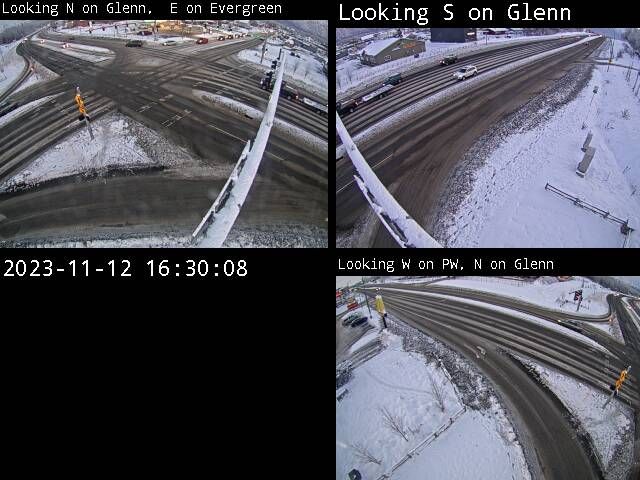 Looking N on Glenn,  E on Evergreen
Looking S on Glenn
2023-11-12 16:30:08
Looking W on PW, N on Glenn